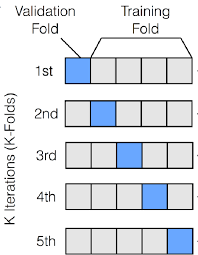 Validation
Fold
Training
Fold
1st
2nd
3rd
4th
5th
K Iterations (K-Folds)